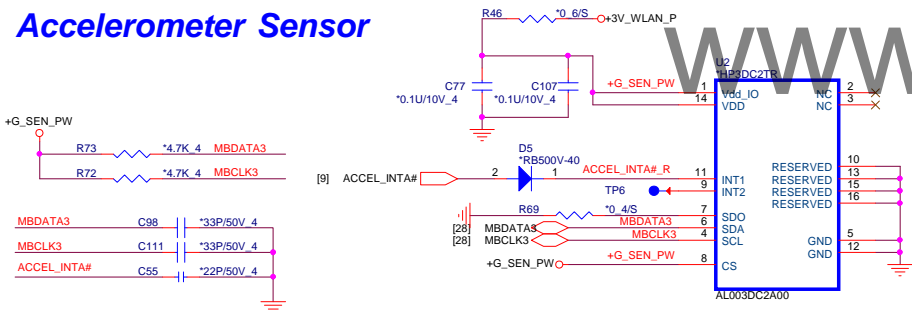 Accelerometer Sensor
R46 *0_6/S +3V_WLAN_P
WWW
U2
*HP3DC2TR
C77 C107
*0.1U/10V_4 *0.1U/10V_4
+G_SEN_PW 1 Vdd_IO NC 2
14 VDD NC 3
+G_SEN_PW
R73 *4.7K_4 MBDATA3
R72 *4.7K_4 MBCLK3
D5
*RB500V-40
[9] ACCEL_INTA# 2 1 ACCEL_INTA#_R 11 INT1
TP6 9 INT2
RESERVED 10
RESERVED 13
RESERVED 15
RESERVED 16
R69 *0_4/S 7 SDO
[28] MBDATA3 MBDATA3 6 SDA
[28] MBCLK3 MBCLK3 4 SCL
GND 5
GND 12
+G_SEN_PW +G_SEN_PW 8 CS
AL003DC2A00
MBDATA3 C98 *33P/50V_4
MBCLK3 C111 *33P/50V_4
ACCEL_INTA# C55 *22P/50V_4